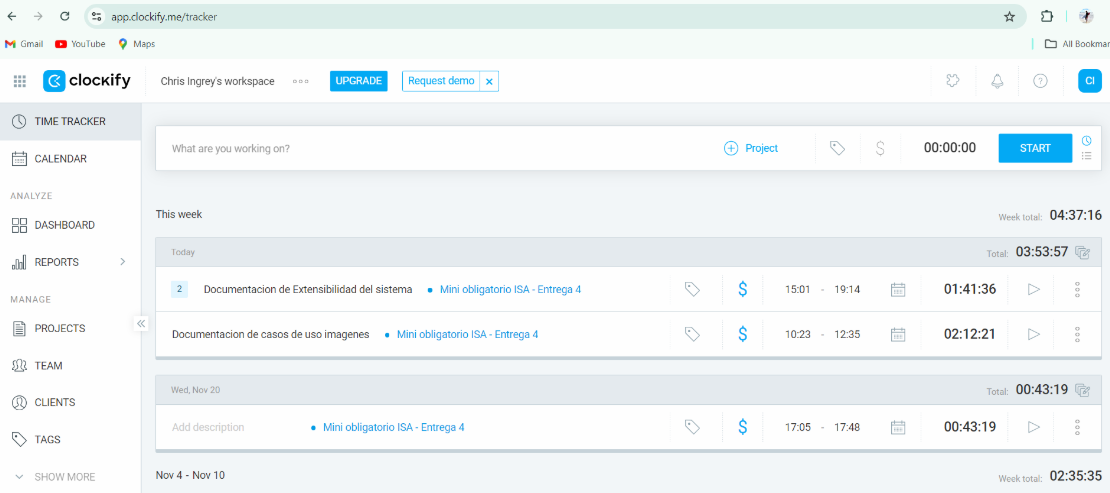 app.clockify.me/tracker
Gmail YouTube Maps All Bookmar
clockify Chris Ingrey's workspace UPGRADE Request demo × CI
TIME TRACKER
CALENDAR
ANALYZE
DASHBOARD
REPORTS
MANAGE
PROJECTS
TEAM
CLIENTS
TAGS
SHOW MORE
What are you working on? Project $ 00:00:00 START
This week Week total: 04:37:16
Today Total: 03:53:57
2 Documentacion de Extensibilidad del sistema • Mini obligatorio ISA - Entrega 4 $ 15:01 - 19:14 01:41:36
Documentacion de casos de uso imagenes • Mini obligatorio ISA - Entrega 4 $ 10:23 - 12:35 02:12:21
Wed, Nov 20 Total: 00:43:19
Add description • Mini obligatorio ISA - Entrega 4 $ 17:05 - 17:48 00:43:19
Nov 4 - Nov 10 Week total: 02:35:35